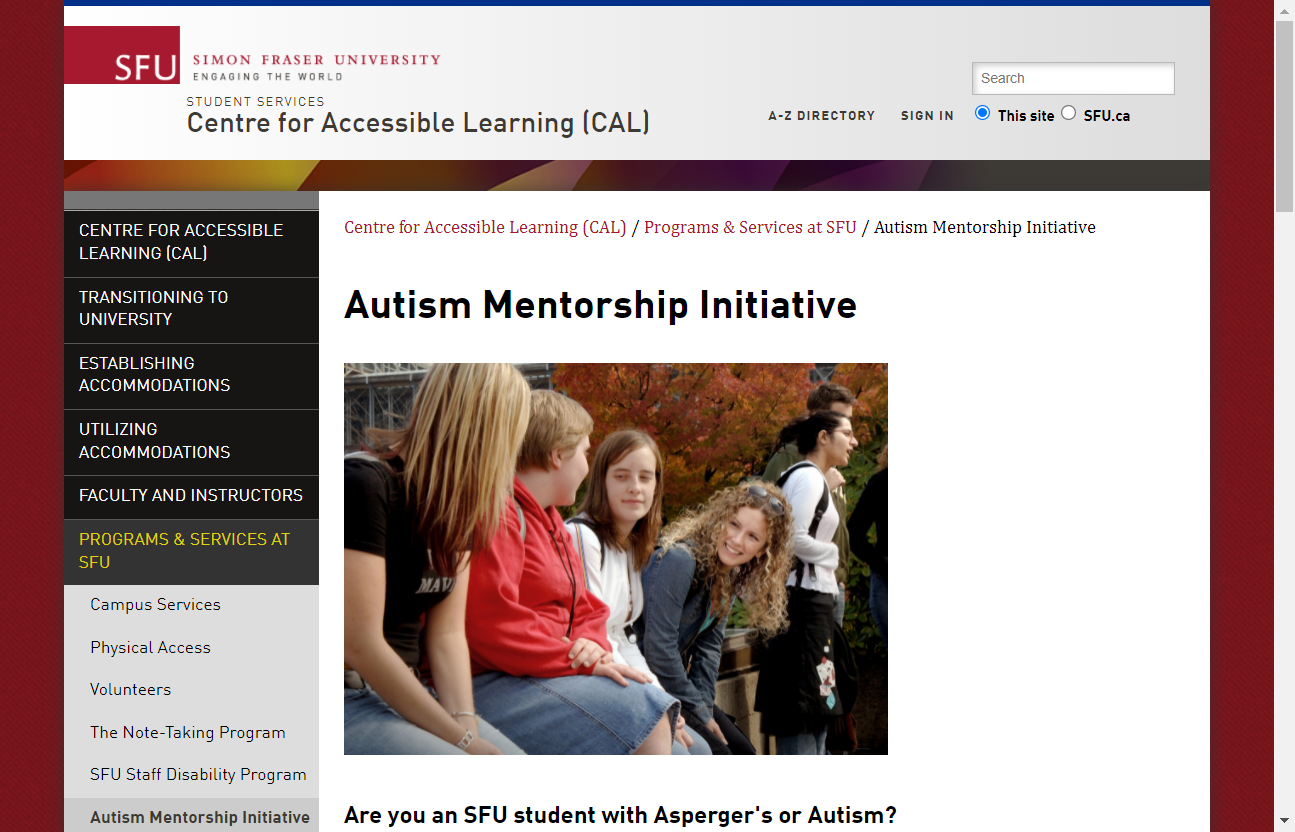 SFU
SIMON FRASER UNIVERSITY
ENGAGING THE WORLD
STUDENT SERVICES
Centre for Accessible Learning (CAL)
A-Z DIRECTORY
SIGN IN
Search
This site
SFU.ca
CENTRE FOR ACCESSIBLE
LEARNING (CAL)
TRANSITIONING TO
UNIVERSITY
ESTABLISHING
ACCOMMODATIONS
UTILIZING
ACCOMMODATIONS
FACULTY AND INSTRUCTORS
PROGRAMS & SERVICES AT
SFU
Campus Services
Physical Access
Volunteers
The Note-Taking Program
SFU Staff Disability Program
Autism Mentorship Initiative
Centre for Accessible Learning (CAL) / Programs & Services at SFU / Autism Mentorship Initiative
Autism Mentorship Initiative
Are you an SFU student with Asperger's or Autism?